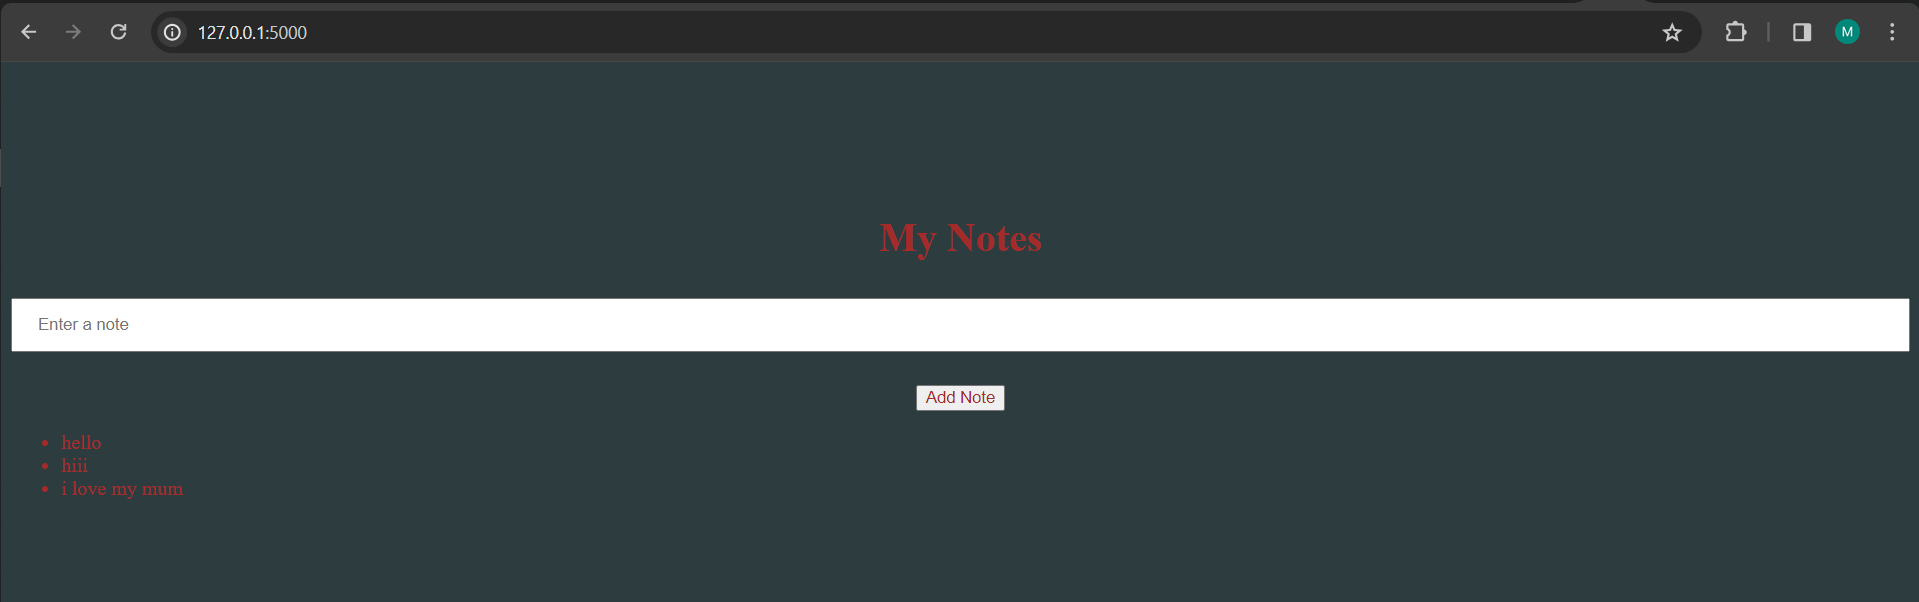 127.0.0.1:5000
M
My Notes
Enter a note
Add Note
hello
hiii
i love my mum